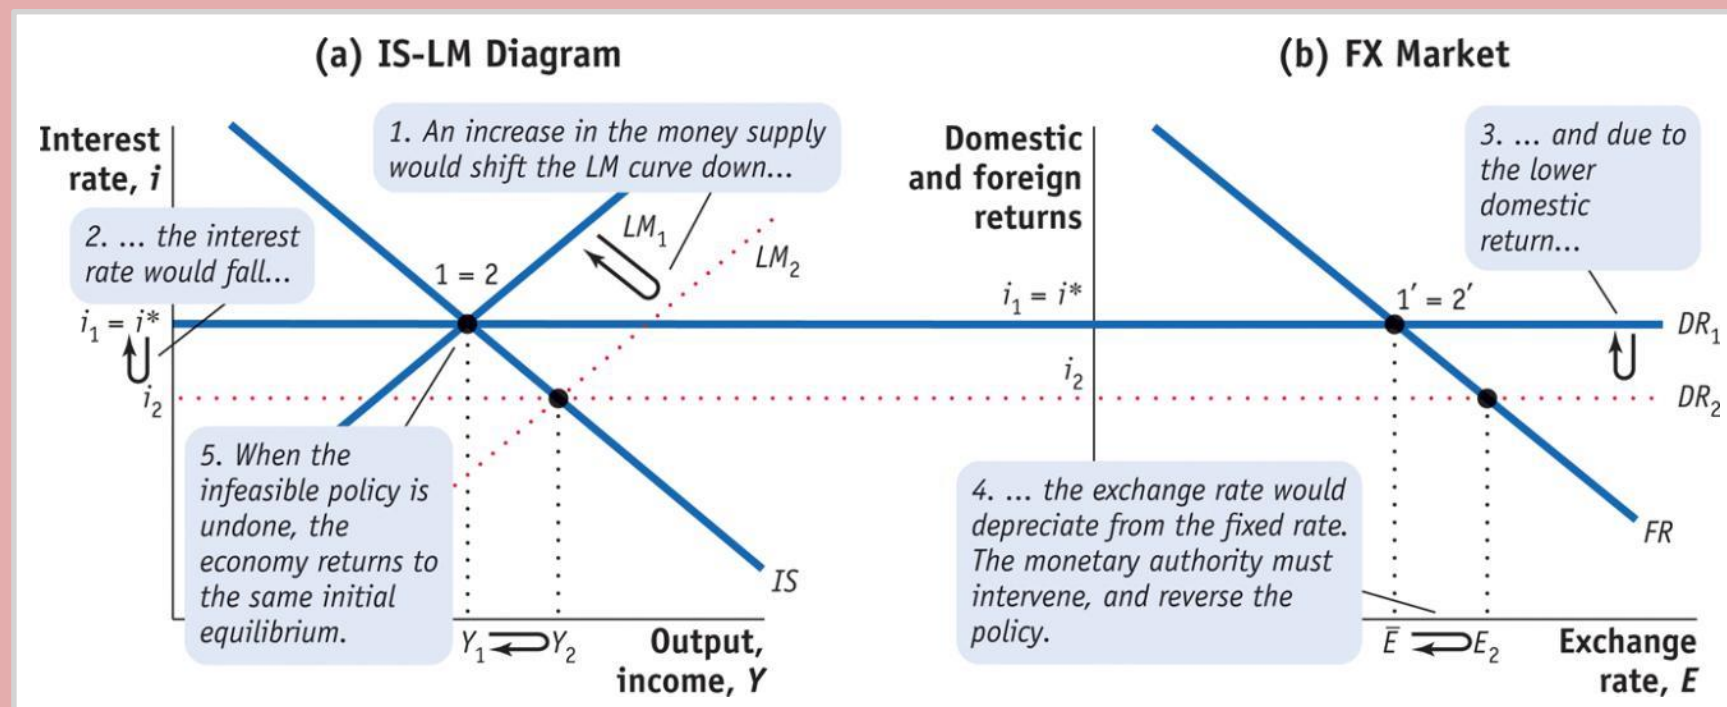 (a) IS-LM Diagram
Interest
rate, i
1. An increase in the money supply
would shift the LM curve down...
2. ... the interest
rate would fall...
LM₁
LM₂
1 = 2
i₁ = i*
i₂
5. When the
infeasible policy is
undone, the
economy returns to
the same initial
equilibrium.
IS
Y₁
Y₂
Output,
income, Y
(b) FX Market
Domestic
and foreign
returns
3. ... and due to
the lower
domestic
return...
i₁ = i*
1′ = 2′
DR₁
i₂
DR₂
4. ... the exchange rate would
depreciate from the fixed rate.
The monetary authority must
intervene, and reverse the
policy.
FR
E̅
E₂
Exchange
rate, E